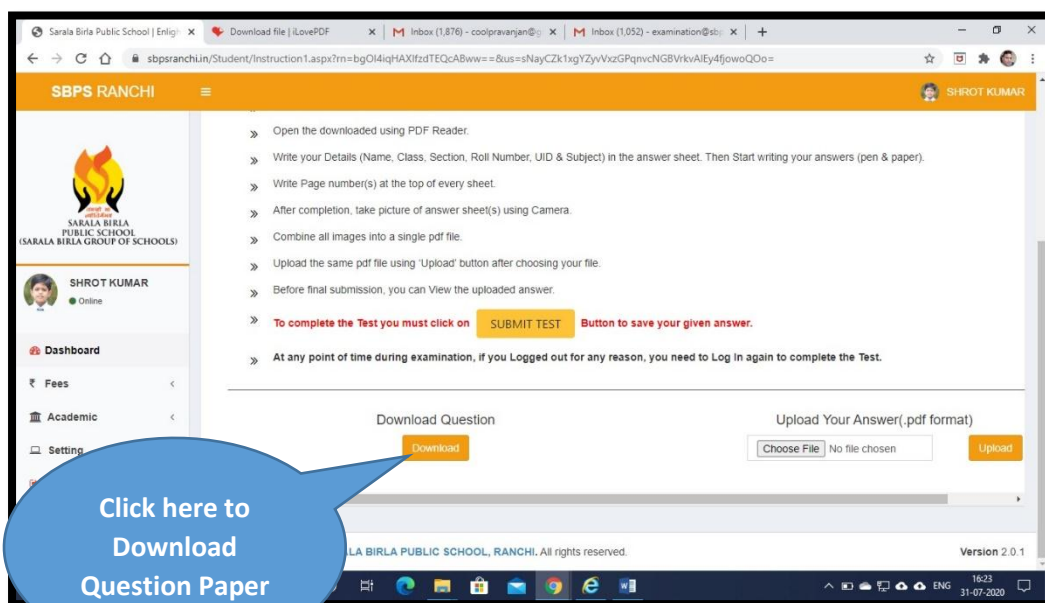 Sarala Birla Public School | Enligh
Download file | iLovePDF
Inbox (1,876) - coolpravanjan@g
Inbox (1,052) - examination@sbp
sbpsranchi.in/Student/Instruction1.aspx?rn=bgOI4iqHAXIfzdTEQcABww==&us=sNayCZk1xgYZyvVxzGPqnvcNGBVrkvAIEy4fjowoQOo=
SBPS RANCHI
SHROT KUMAR
SARALA BIRLA
PUBLIC SCHOOL
(SARALA BIRLA GROUP OF SCHOOLS)
SHROT KUMAR
Online
Dashboard
₹ Fees
Academic
Setting
» Open the downloaded using PDF Reader.
» Write your Details (Name, Class, Section, Roll Number, UID & Subject) in the answer sheet. Then Start writing your answers (pen & paper).
» Write Page number(s) at the top of every sheet.
» After completion, take picture of answer sheet(s) using Camera.
» Combine all images into a single pdf file.
» Upload the same pdf file using 'Upload' button after choosing your file.
» Before final submission, you can View the uploaded answer.
» To complete the Test you must click on SUBMIT TEST Button to save your given answer.
» At any point of time during examination, if you Logged out for any reason, you need to Log In again to complete the Test.
Download Question
Download
Upload Your Answer(.pdf format)
Choose File No file chosen
Upload
Click here to
Download
Question Paper
LA BIRLA PUBLIC SCHOOL, RANCHI. All rights reserved.
Version 2.0.1
ENG
16:23
31-07-2020